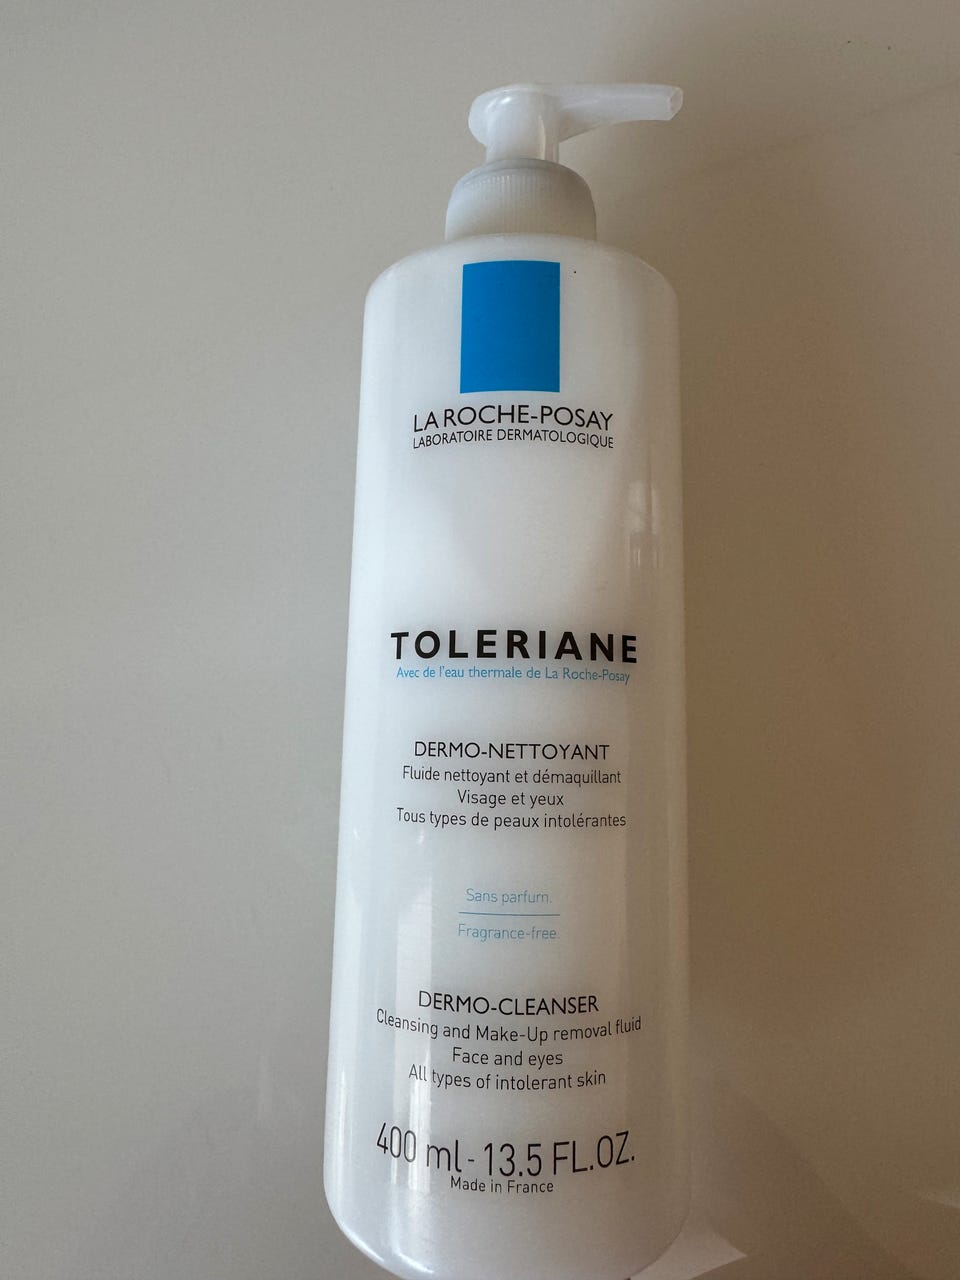 LA ROCHE-POSAY
LABORATOIRE DERMATOLOGIQUE
TOLERIANE
Avec de l'eau thermale de La Roche-Posay
DERMO-NETTOYANT
Fluide nettoyant et démaquillant
Visage et yeux
Tous types de peaux intolérantes
Sans parfum.
Fragrance-free.
DERMO-CLEANSER
Cleansing and Make-Up removal fluid
Face and eyes
All types of intolerant skin
400 ml - 13.5 FL.OZ.
Made in France